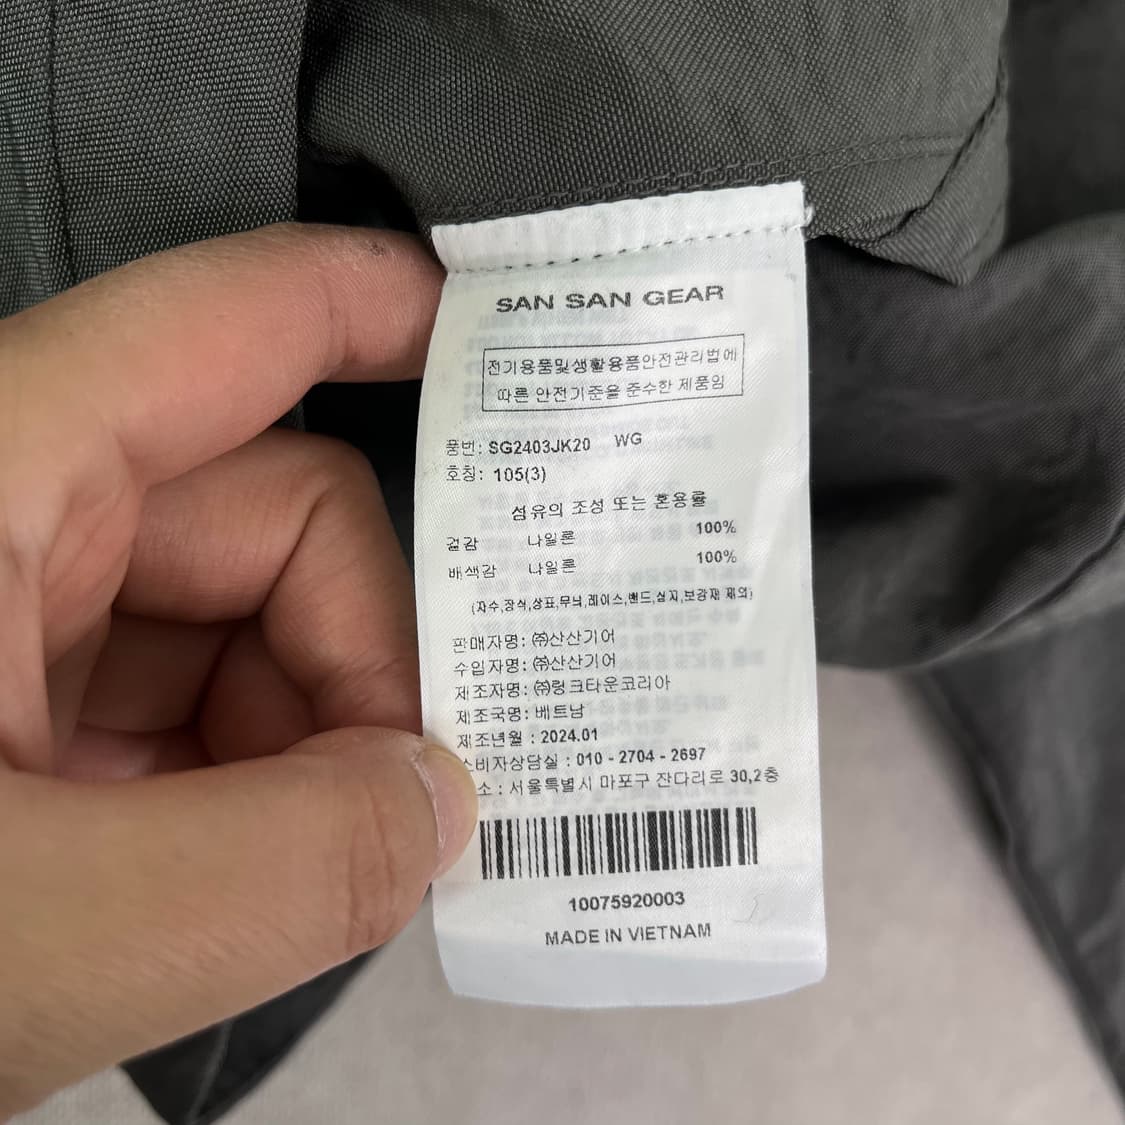 SAN SAN GEAR
전기용품및생활용품안전관리법에
따른 안전기준을 준수한 제품임
품번: SG2403JK20 WG
호칭: 105(3)
섬유의 조성 또는 혼용률
겉감 나일론 100%
배색감 나일론 100%
(자수,장식,상표,무늬,레이스,밴드,심지,보강재 제외)
판매자명: ㈜산산기어
수입자명: ㈜산산기어
제조자명: ㈜링크타운코리아
제조국명: 베트남
제조년월 : 2024.01
소비자상담실 : 010 - 2704 - 2697
소 : 서울특별시 마포구 잔다리로 30,2층
10075920003
MADE IN VIETNAM